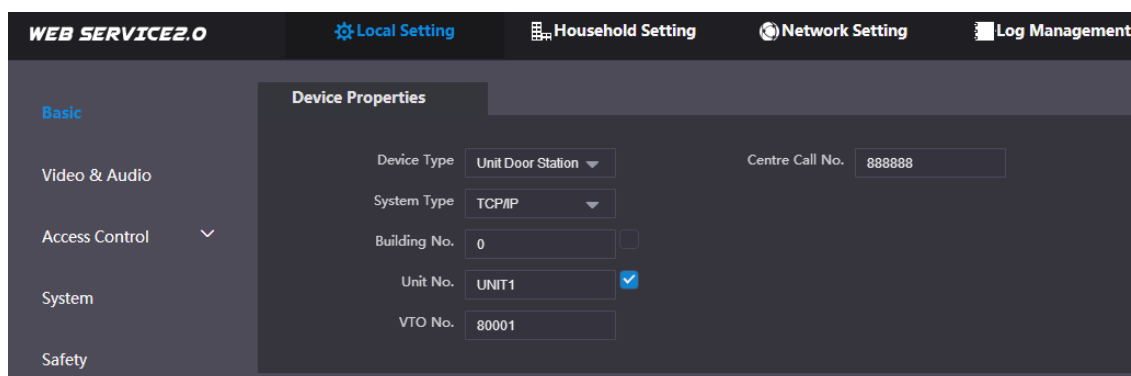 WEB SERVICE2.0 Local Setting Household Setting Network Setting Log Management
Basic
Video & Audio
Access Control
System
Safety
Device Properties
Device Type Unit Door Station Centre Call No. 888888
System Type TCP/IP
Building No. 0
Unit No. UNIT1
VTO No. 80001